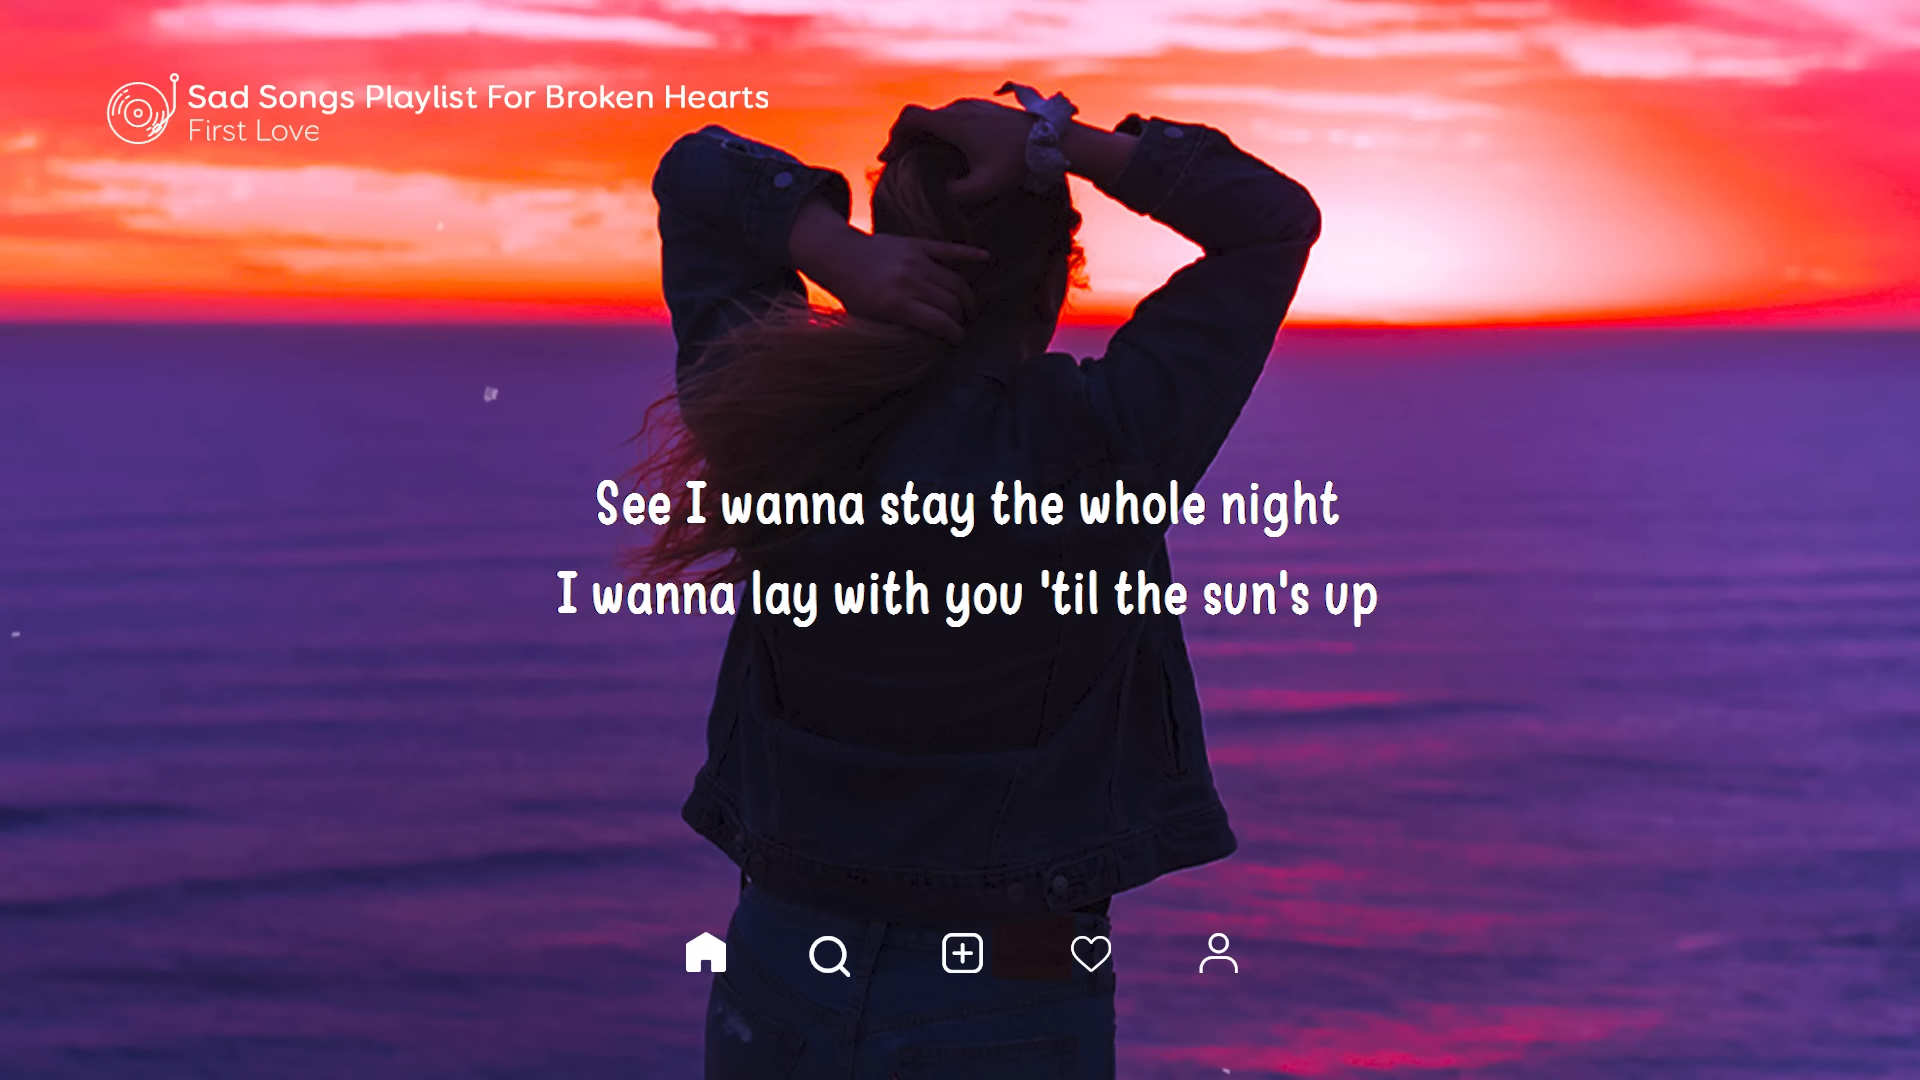 Sad Songs Playlist For Broken Hearts
First Love
See I wanna stay the whole night
I wanna lay with you 'til the sun's up